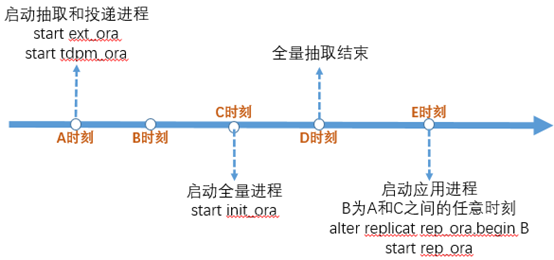 启动抽取和投递进程
start ext_ora
start tdpm_ora
全量抽取结束
A时刻
B时刻
C时刻
D时刻
E时刻
启动全量进程
start init_ora
启动应用进程
B为A和C之间的任意时刻
alter replicat rep_ora,begin B
start rep_ora